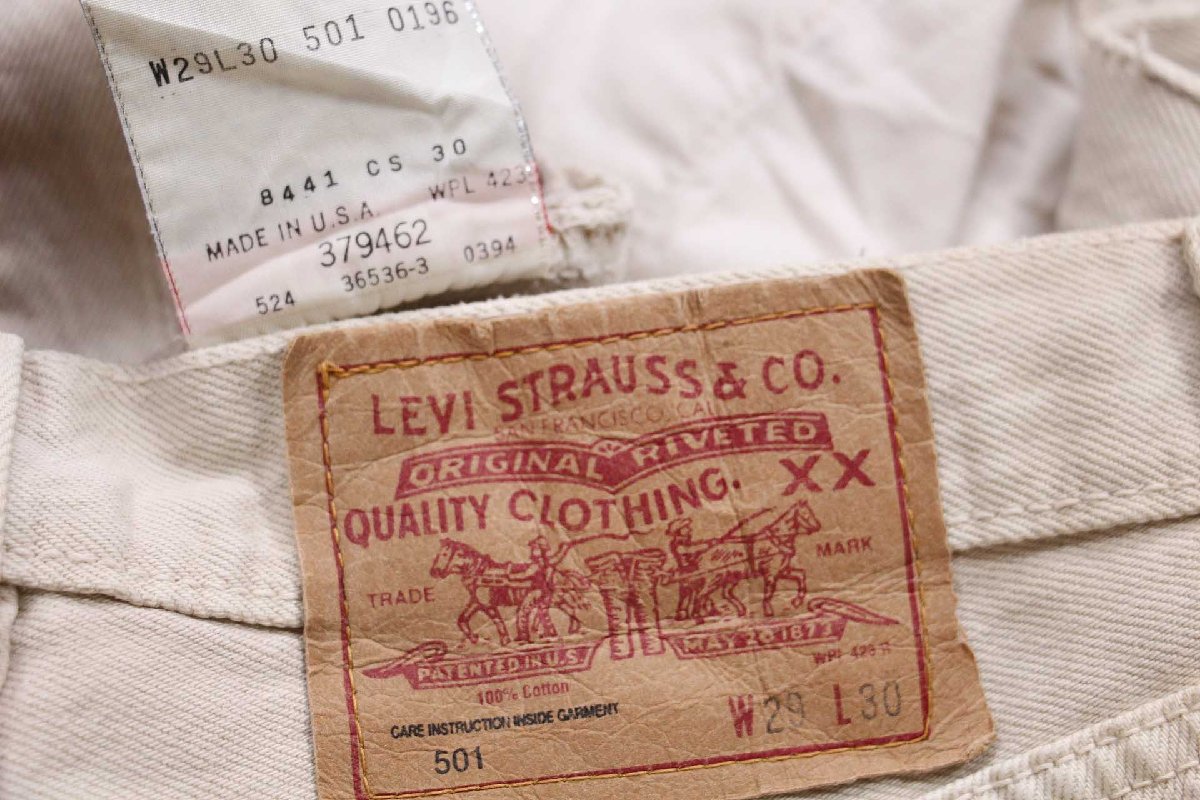 W29L30 501 0196
8441 CS 30
WPL 423
MADE IN U.S.A.
379462
36536-3
0394
524
LEVI STRAUSS & CO.
SAN FRANCISCO, CAL
ORIGINAL RIVETED
QUALITY CLOTHING. XX
TRADE MARK
PATENTED IN U.S. MAY 20 1873
WPL 423
100% Cotton
CARE INSTRUCTION INSIDE GARMENT
W29 L30
501